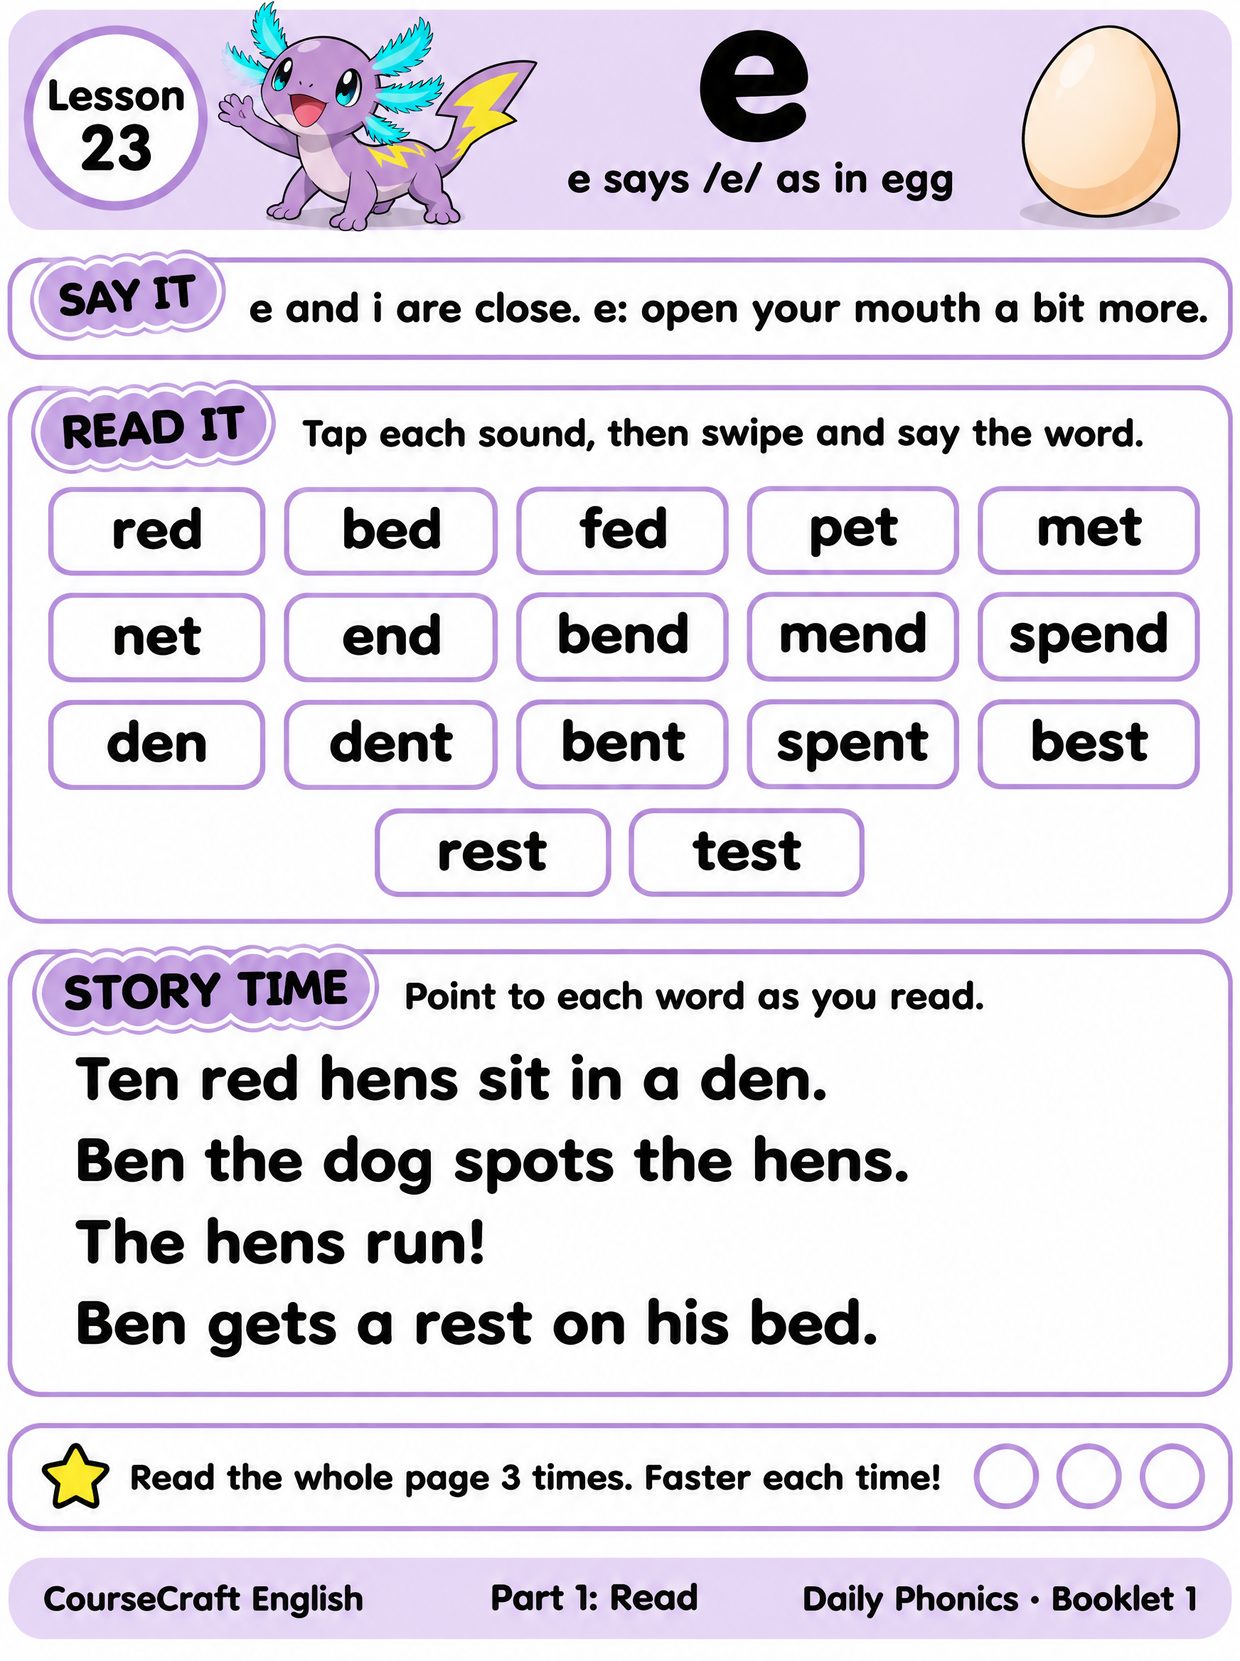 Lesson
23
e
e says /e/ as in egg
SAY IT
e and i are close. e: open your mouth a bit more.
READ IT
Tap each sound, then swipe and say the word.
red bed fed pet met
net end bend mend spend
den dent bent spent best
rest test
STORY TIME
Point to each word as you read.
Ten red hens sit in a den.
Ben the dog spots the hens.
The hens run!
Ben gets a rest on his bed.
Read the whole page 3 times. Faster each time!
CourseCraft English Part 1: Read Daily Phonics • Booklet 1